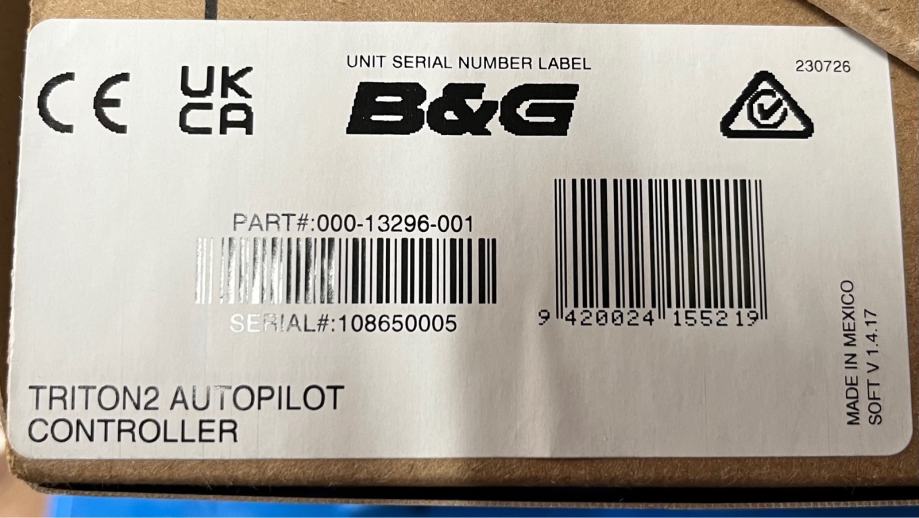 UNIT SERIAL NUMBER LABEL
230726
CE
UK
CA
B&G
PART#:000-13296-001
SERIAL#:108650005
9 420024 155219
MADE IN MEXICO
SOFT V 1.4.17
TRITON2 AUTOPILOT
CONTROLLER